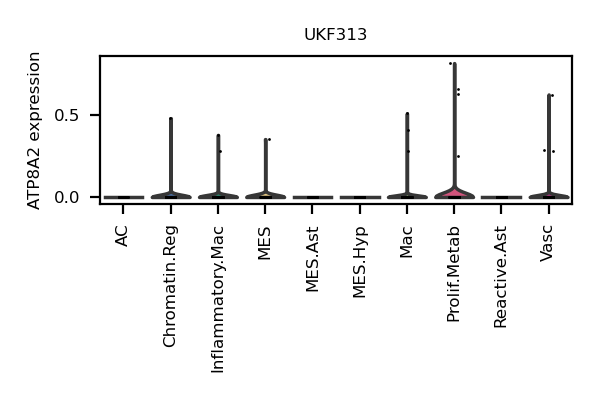 UKF313
ATP8A2 expression
0.5
0.0
AC
Chromatin.Reg
Inflammatory.Mac
MES
MES.Ast
MES.Hyp
Mac
Prolif.Metab
Reactive.Ast
Vasc